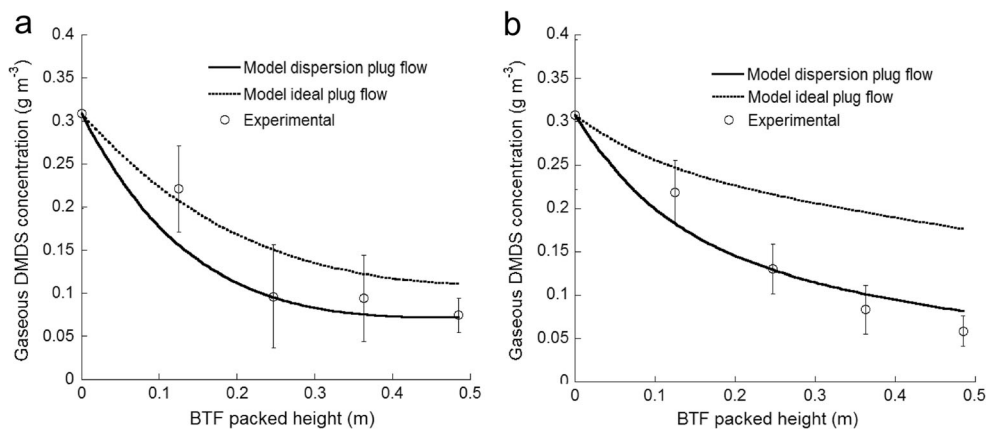 a
Gaseous DMDS concentration (g m⁻³)
0.4
0.35
0.3
0.25
0.2
0.15
0.1
0.05
0
Model dispersion plug flow
Model ideal plug flow
Experimental
0 0.1 0.2 0.3 0.4 0.5
BTF packed height (m)
b
Gaseous DMDS concentration (g m⁻³)
0.4
0.35
0.3
0.25
0.2
0.15
0.1
0.05
0
Model dispersion plug flow
Model ideal plug flow
Experimental
0 0.1 0.2 0.3 0.4 0.5
BTF packed height (m)